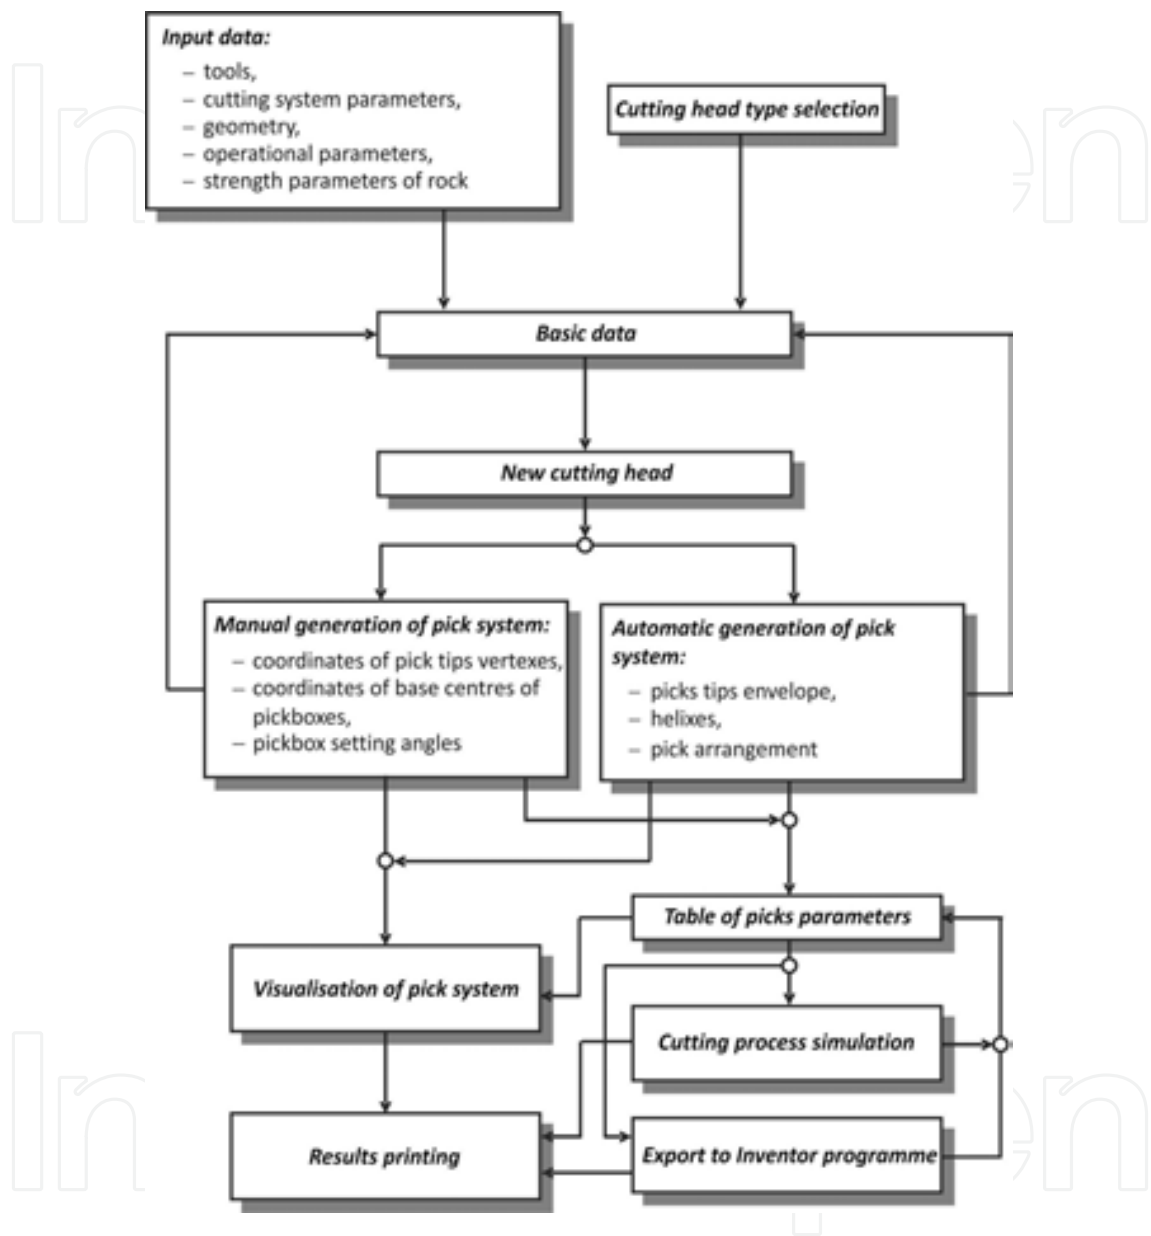 Input data:
– tools,
– cutting system parameters,
– geometry,
– operational parameters,
– strength parameters of rock
Cutting head type selection
Basic data
New cutting head
Manual generation of pick system:
– coordinates of pick tips vertexes,
– coordinates of base centres of
pickboxes,
– pickbox setting angles
Automatic generation of pick
system:
– picks tips envelope,
– helixes,
– pick arrangement
Table of picks parameters
Visualisation of pick system
Cutting process simulation
Results printing
Export to Inventor programme